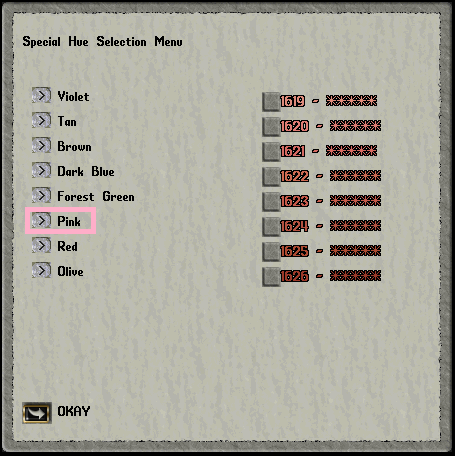 Special Hue Selection Menu
Violet
Tan
Brown
Dark Blue
Forest Green
Pink
Red
Olive
1619 - *******
1620 - *******
1621 - *******
1622 - *******
1623 - *******
1624 - *******
1625 - *******
1626 - *******
OKAY